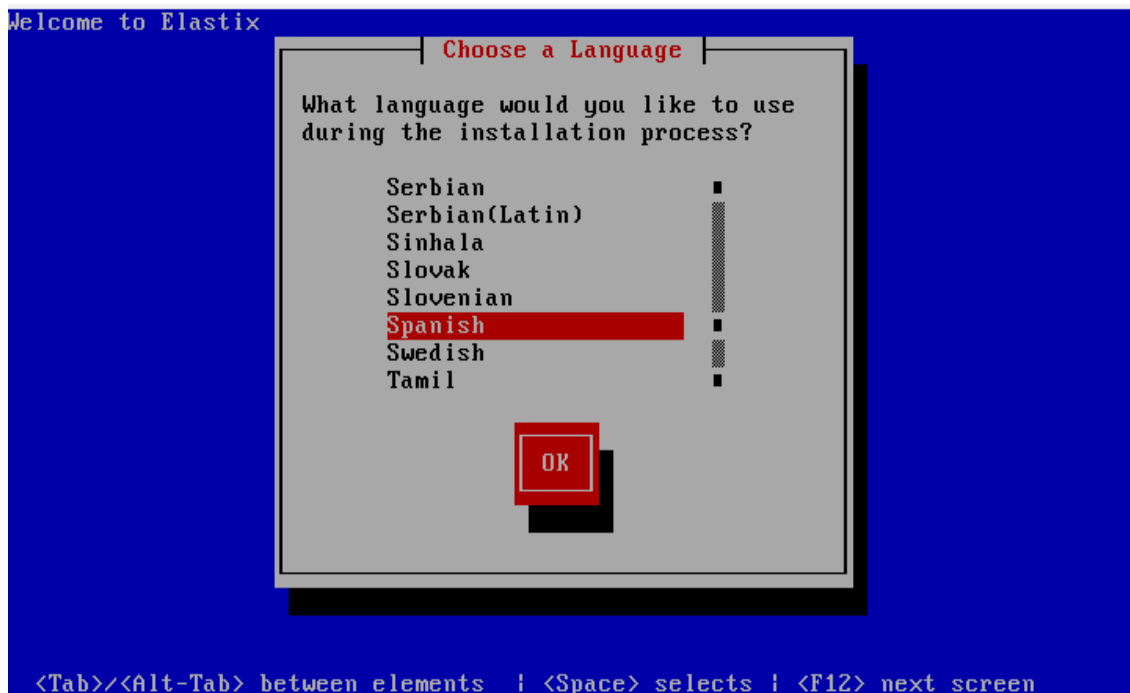 Welcome to Elastix
Choose a Language
What language would you like to use
during the installation process?
Serbian
Serbian(Latin)
Sinhala
Slovak
Slovenian
Spanish
Swedish
Tamil
OK
<Tab>/<Alt-Tab> between elements | <Space> selects | <F12> next screen